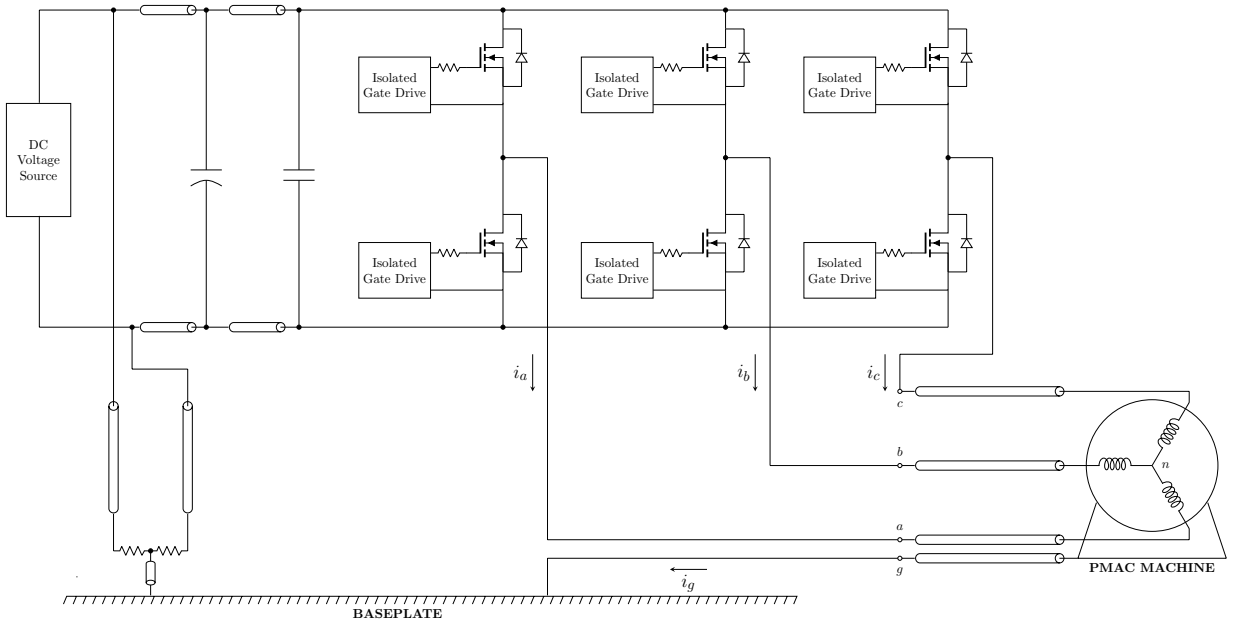 DC
Voltage
Source
Isolated
Gate Drive
Isolated
Gate Drive
Isolated
Gate Drive
Isolated
Gate Drive
Isolated
Gate Drive
Isolated
Gate Drive
i_a
i_b
i_c
c
b
n
a
g
i_g
PMAC MACHINE
BASEPLATE